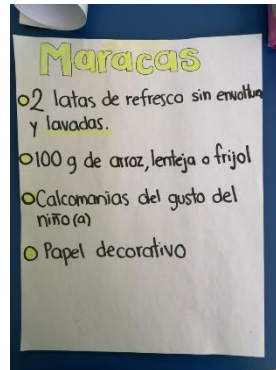 Maracas
2 latas de refresco sin envoltura
y lavadas.
100 g de arroz, lenteja o frijol
Calcomanias del gusto del
niño (a)
Papel decorativo